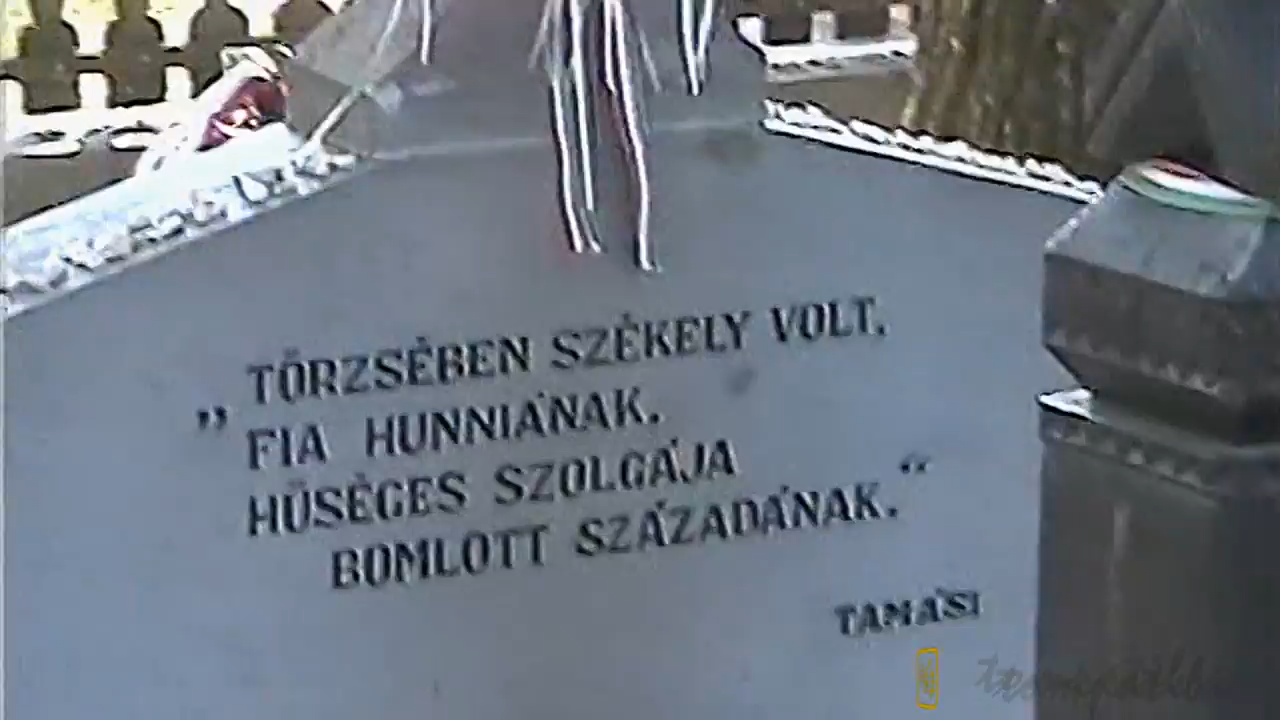 " TÖRZSÉBEN SZÉKELY VOLT,
FIA HUNNIÁNAK.
HŰSÉGES SZOLGÁJA
BOMLOTT SZÁZADÁNAK. "
TAMÁSI